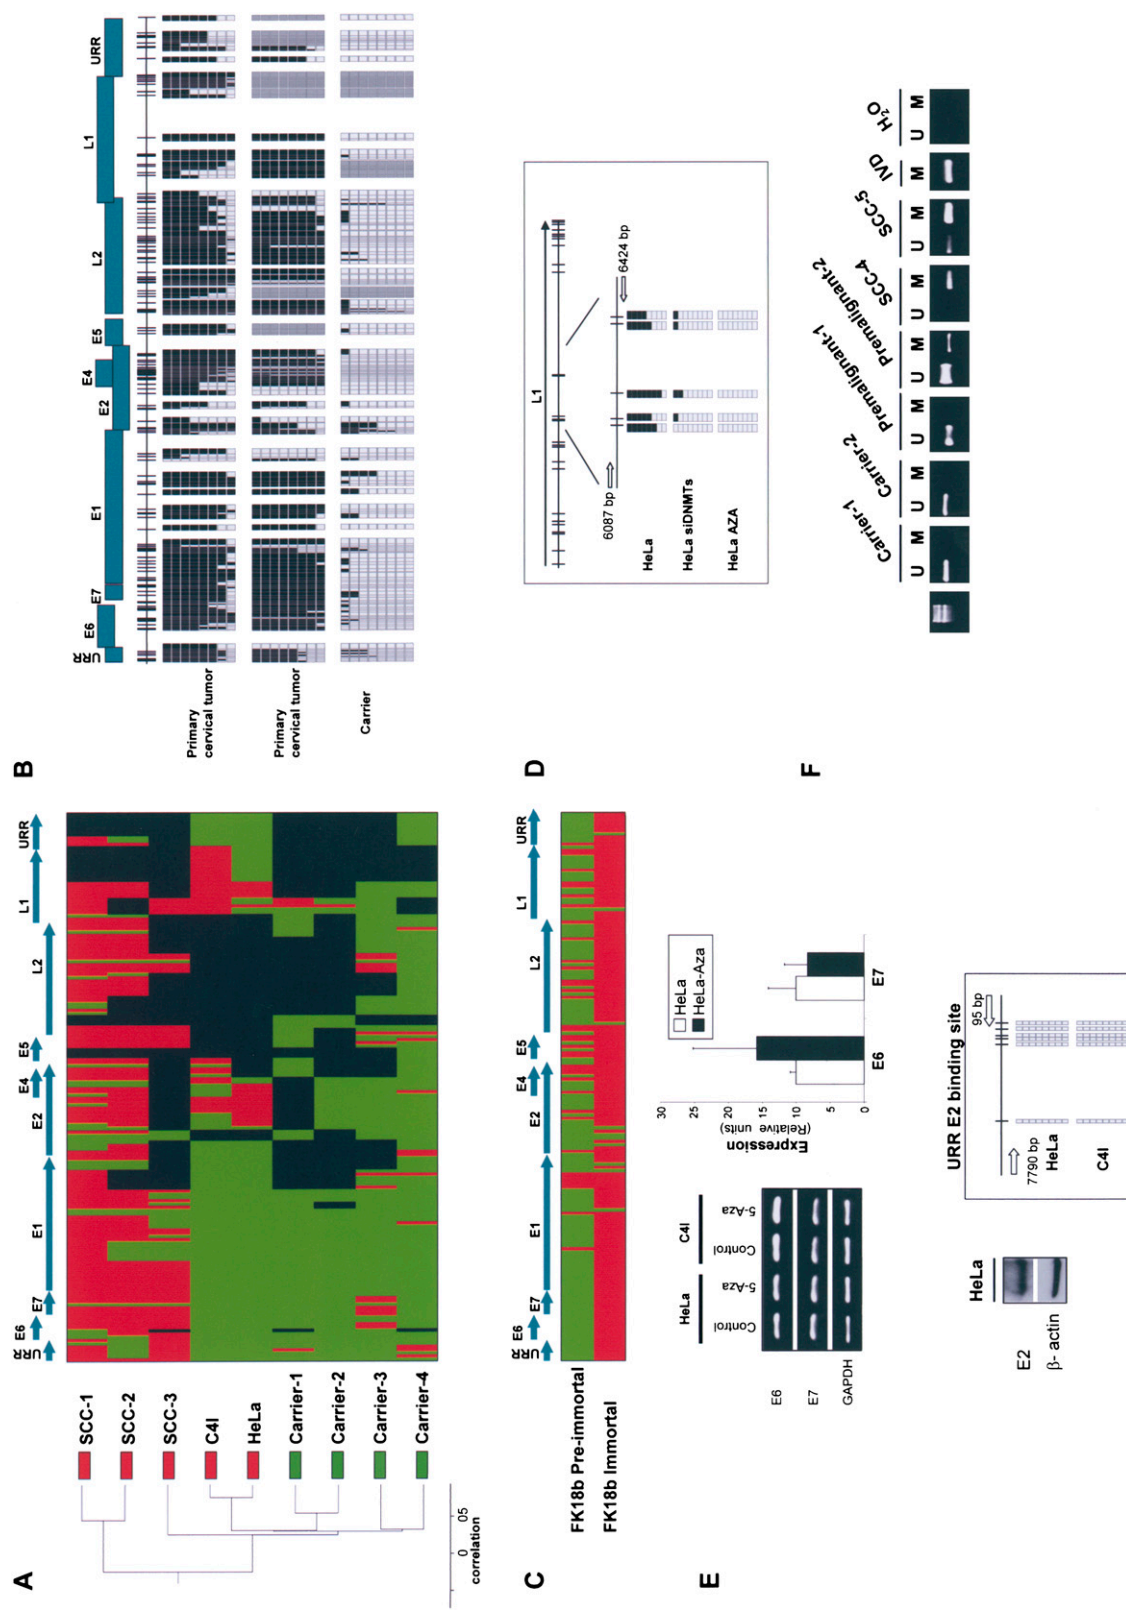 A
SCC-1
SCC-2
SCC-3
C4I
HeLa
Carrier-1
Carrier-2
Carrier-3
Carrier-4
0 05
correlation
URR E6 E7 E1 E2 E4 E5 L2 L1 URR
B
URR E6 E7 E1 E2 E4 E5 L2 L1 URR
Primary
cervical tumor
Primary
cervical tumor
Carrier
C
FK18b Pre-immortal
FK18b Immortal
URR E6 E7 E1 E2 E4 E5 L2 L1 URR
D
L1
6087 bp
6424 bp
HeLa
HeLa siDNMTs
HeLa AZA
E
HeLa C4I
Control 5-Aza Control 5-Aza
E6
E7
GAPDH
Expression
(Relative units)
30
25
20
15
10
5
0
HeLa
HeLa-Aza
E6 E7
HeLa
E2
β- actin
URR E2 binding site
7790 bp
95 bp
HeLa
C4I
F
Carrier-1 Carrier-2 Premalignant-1 Premalignant-2 SCC-4 SCC-5 IVD H2O
U M U M U M U M U M U M M U M